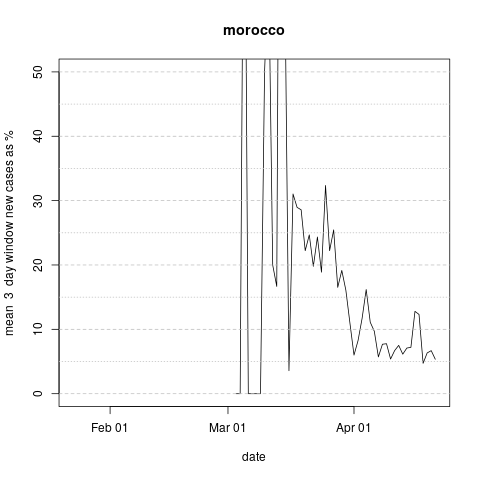 morocco
mean 3 day window new cases as %
50
40
30
20
10
0
Feb 01
Mar 01
Apr 01
date